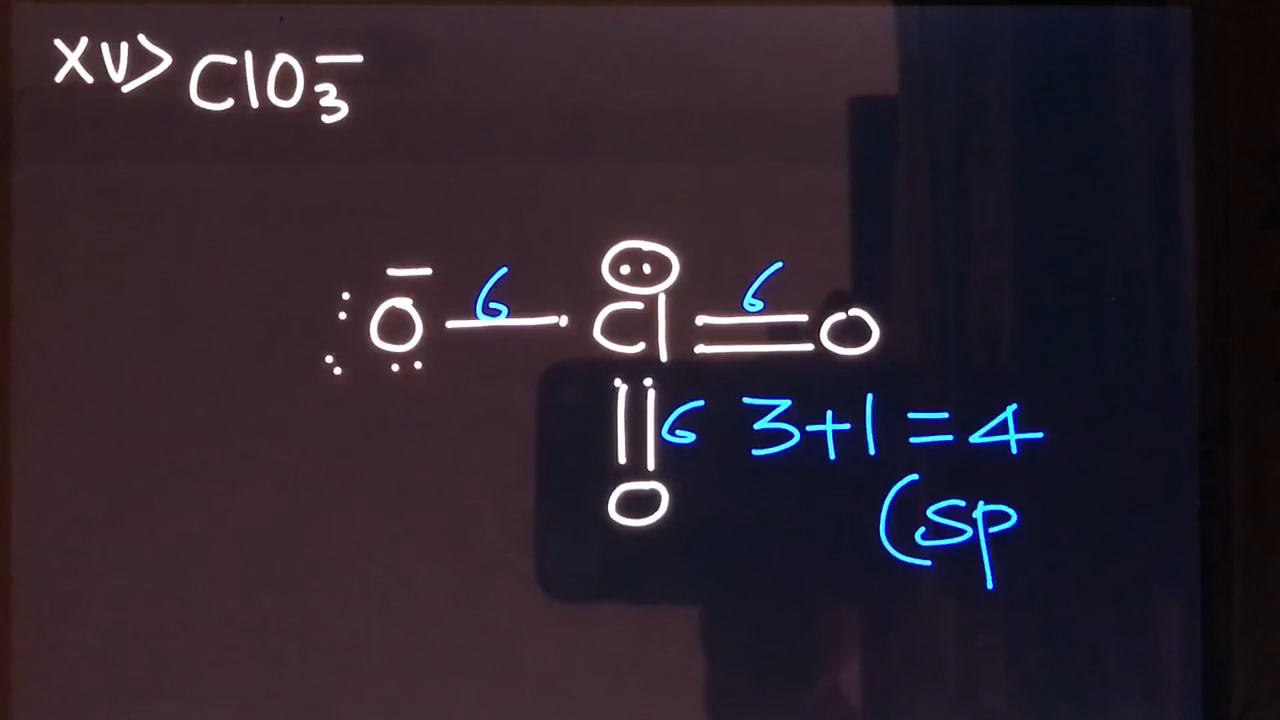 XV> ClO₃⁻
:Ö⁻ — Cl = O
6 6
6 3+1=4
O
(sp